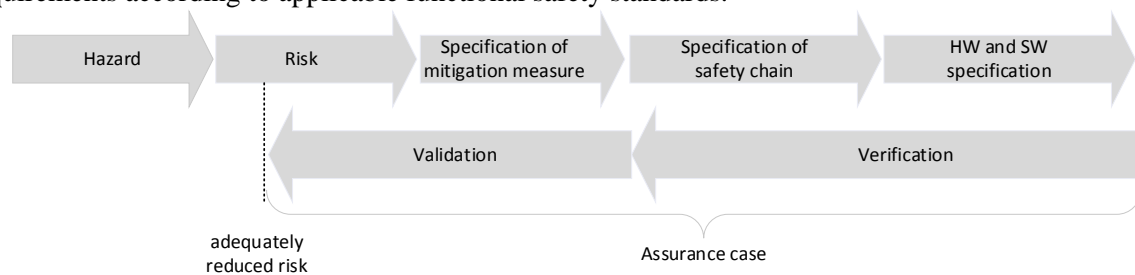 quirements according to applicable functional safety standards.
Hazard
Risk
Specification of
mitigation measure
Specification of
safety chain
HW and SW
specification
Validation
Verification
adequately
reduced risk
Assurance case